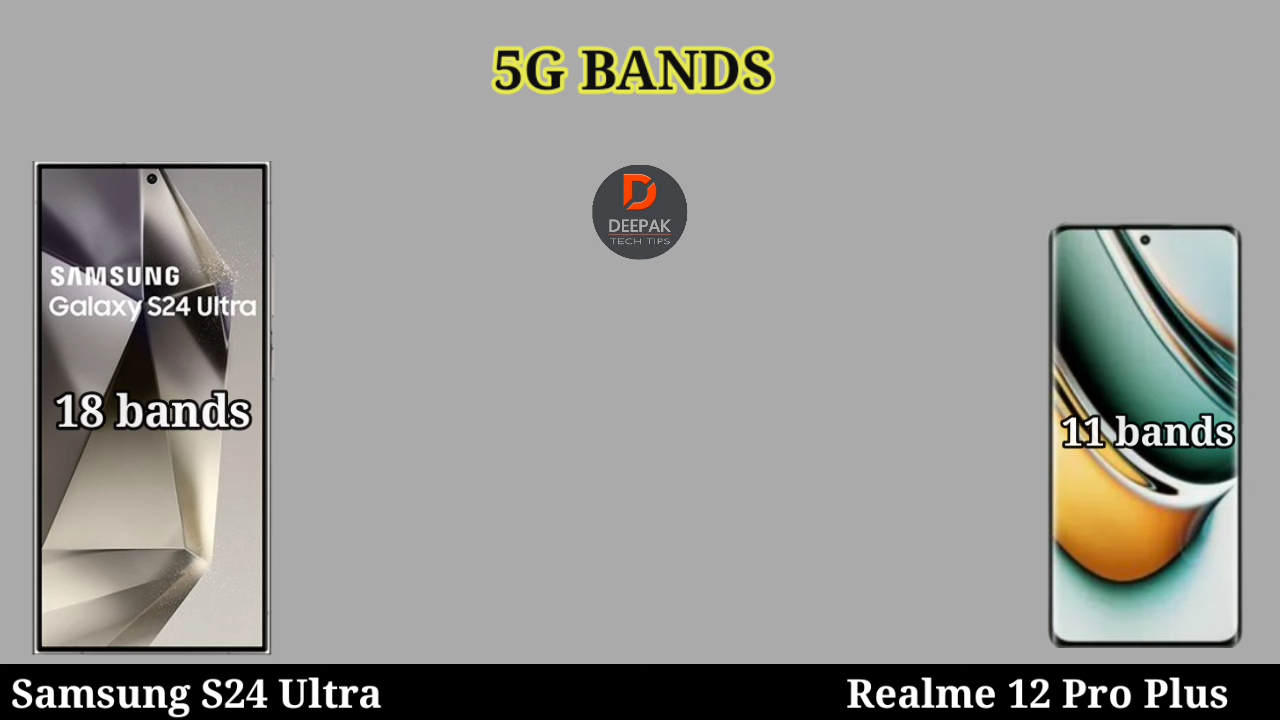 5G BANDS
D
DEEPAK
TECH TIPS
SAMSUNG
Galaxy S24 Ultra
18 bands
11 bands
Samsung S24 Ultra
Realme 12 Pro Plus